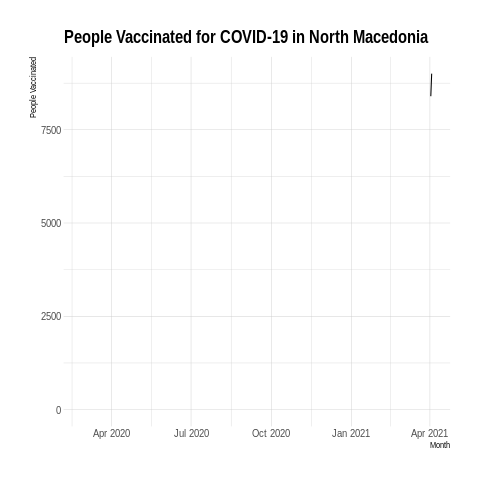 People Vaccinated for COVID-19 in North Macedonia
People Vaccinated
7500
5000
2500
0
Apr 2020 Jul 2020 Oct 2020 Jan 2021 Apr 2021
Month